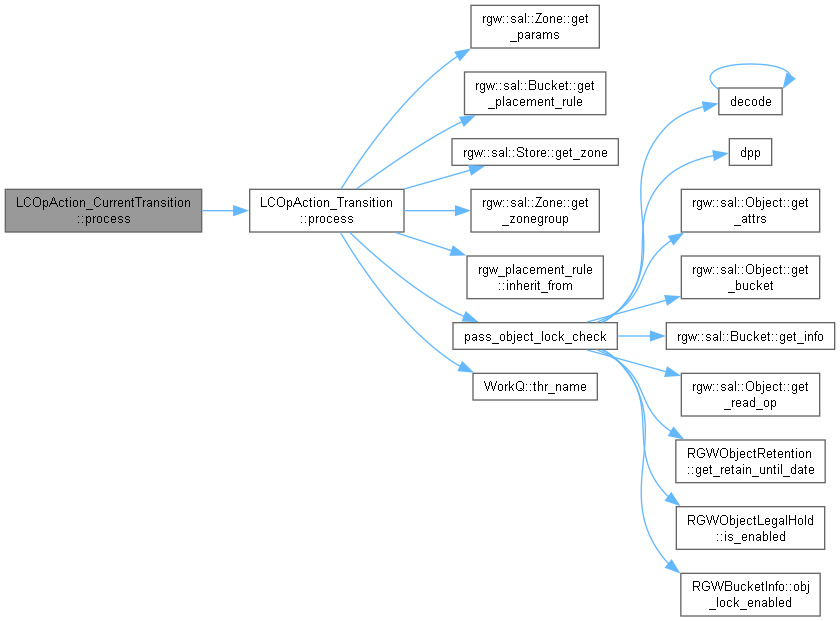 LCOpAction_CurrentTransition
::process
LCOpAction_Transition
::process
rgw::sal::Zone::get
_params
rgw::sal::Bucket::get
_placement_rule
rgw::sal::Store::get_zone
rgw::sal::Zone::get
_zonegroup
rgw_placement_rule
::inherit_from
pass_object_lock_check
WorkQ::thr_name
decode
dpp
rgw::sal::Object::get
_attrs
rgw::sal::Object::get
_bucket
rgw::sal::Bucket::get_info
rgw::sal::Object::get
_read_op
RGWObjectRetention
::get_retain_until_date
RGWObjectLegalHold
::is_enabled
RGWBucketInfo::obj
_lock_enabled